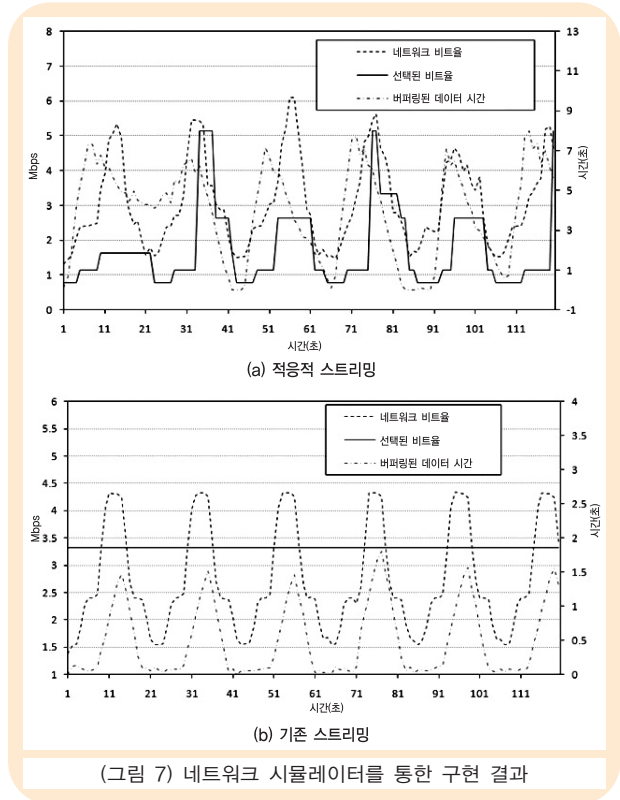 8
7
6
5
4
3
2
1
0
Mbps
13
11
9
7
5
3
1
-1
시간(초)
네트워크 비트율
선택된 비트율
버퍼링된 데이터 시간
1 11 21 31 41 51 61 71 81 91 101 111
시간(초)
(a) 적응적 스트리밍
6
5.5
5
4.5
4
3.5
3
2.5
2
1.5
1
Mbps
4
3.5
3
2.5
2
1.5
1
0.5
0
시간(초)
네트워크 비트율
선택된 비트율
버퍼링된 데이터 시간
1 11 21 31 41 51 61 71 81 91 101 111
시간(초)
(b) 기존 스트리밍
(그림 7) 네트워크 시뮬레이터를 통한 구현 결과